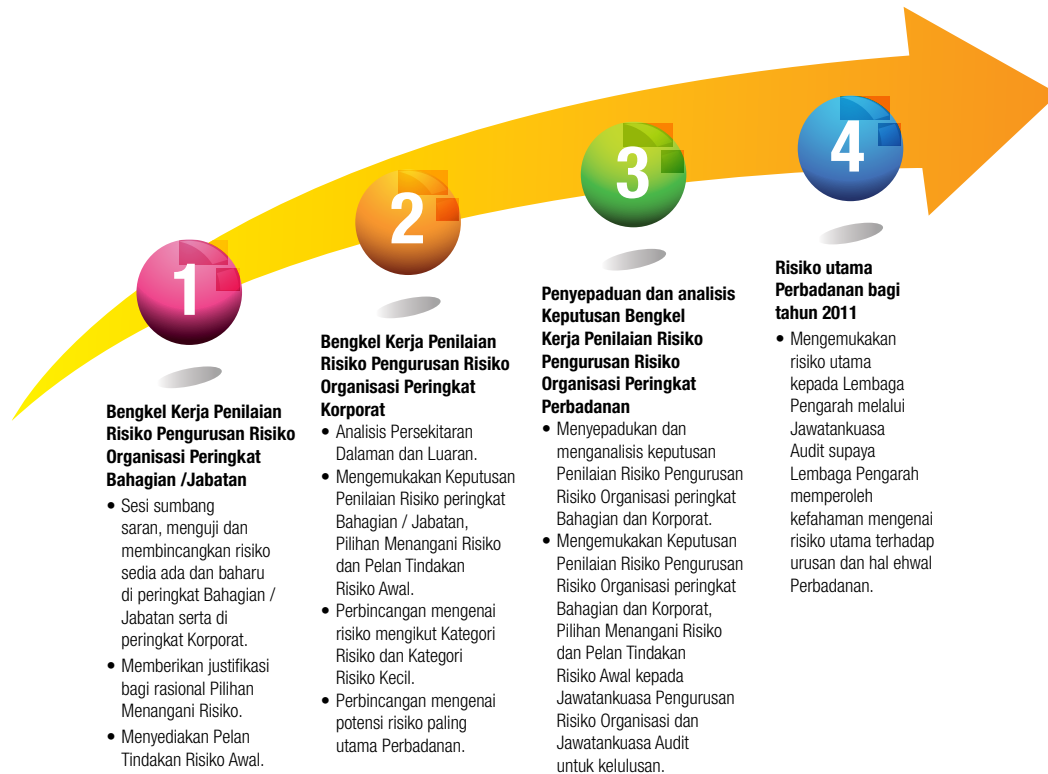 1
Bengkel Kerja Penilaian
Risiko Pengurusan Risiko
Organisasi Peringkat
Bahagian /Jabatan
• Sesi sumbang
saran, menguji dan
membincangkan risiko
sedia ada dan baharu
di peringkat Bahagian /
Jabatan serta di
peringkat Korporat.
• Memberikan justifikasi
bagi rasional Pilihan
Menangani Risiko.
• Menyediakan Pelan
Tindakan Risiko Awal.
2
Bengkel Kerja Penilaian
Risiko Pengurusan Risiko
Organisasi Peringkat
Korporat
• Analisis Persekitaran
Dalaman dan Luaran.
• Mengemukakan Keputusan
Penilaian Risiko peringkat
Bahagian / Jabatan,
Pilihan Menangani Risiko
dan Pelan Tindakan
Risiko Awal.
• Perbincangan mengenai
risiko mengikut Kategori
Risiko dan Kategori
Risiko Kecil.
• Perbincangan mengenai
potensi risiko paling
utama Perbadanan.
3
Penyepaduan dan analisis
Keputusan Bengkel
Kerja Penilaian Risiko
Pengurusan Risiko
Organisasi Peringkat
Perbadanan
• Menyepadukan dan
menganalisis keputusan
Penilaian Risiko Pengurusan
Risiko Organisasi peringkat
Bahagian dan Korporat.
• Mengemukakan Keputusan
Penilaian Risiko Pengurusan
Risiko Organisasi peringkat
Bahagian dan Korporat,
Pilihan Menangani Risiko
dan Pelan Tindakan
Risiko Awal kepada
Jawatankuasa Pengurusan
Risiko Organisasi dan
Jawatankuasa Audit
untuk kelulusan.
4
Risiko utama
Perbadanan bagi
tahun 2011
• Mengemukakan
risiko utama
kepada Lembaga
Pengarah melalui
Jawatankuasa
Audit supaya
Lembaga Pengarah
memperoleh
kefahaman mengenai
risiko utama terhadap
urusan dan hal ehwal
Perbadanan.